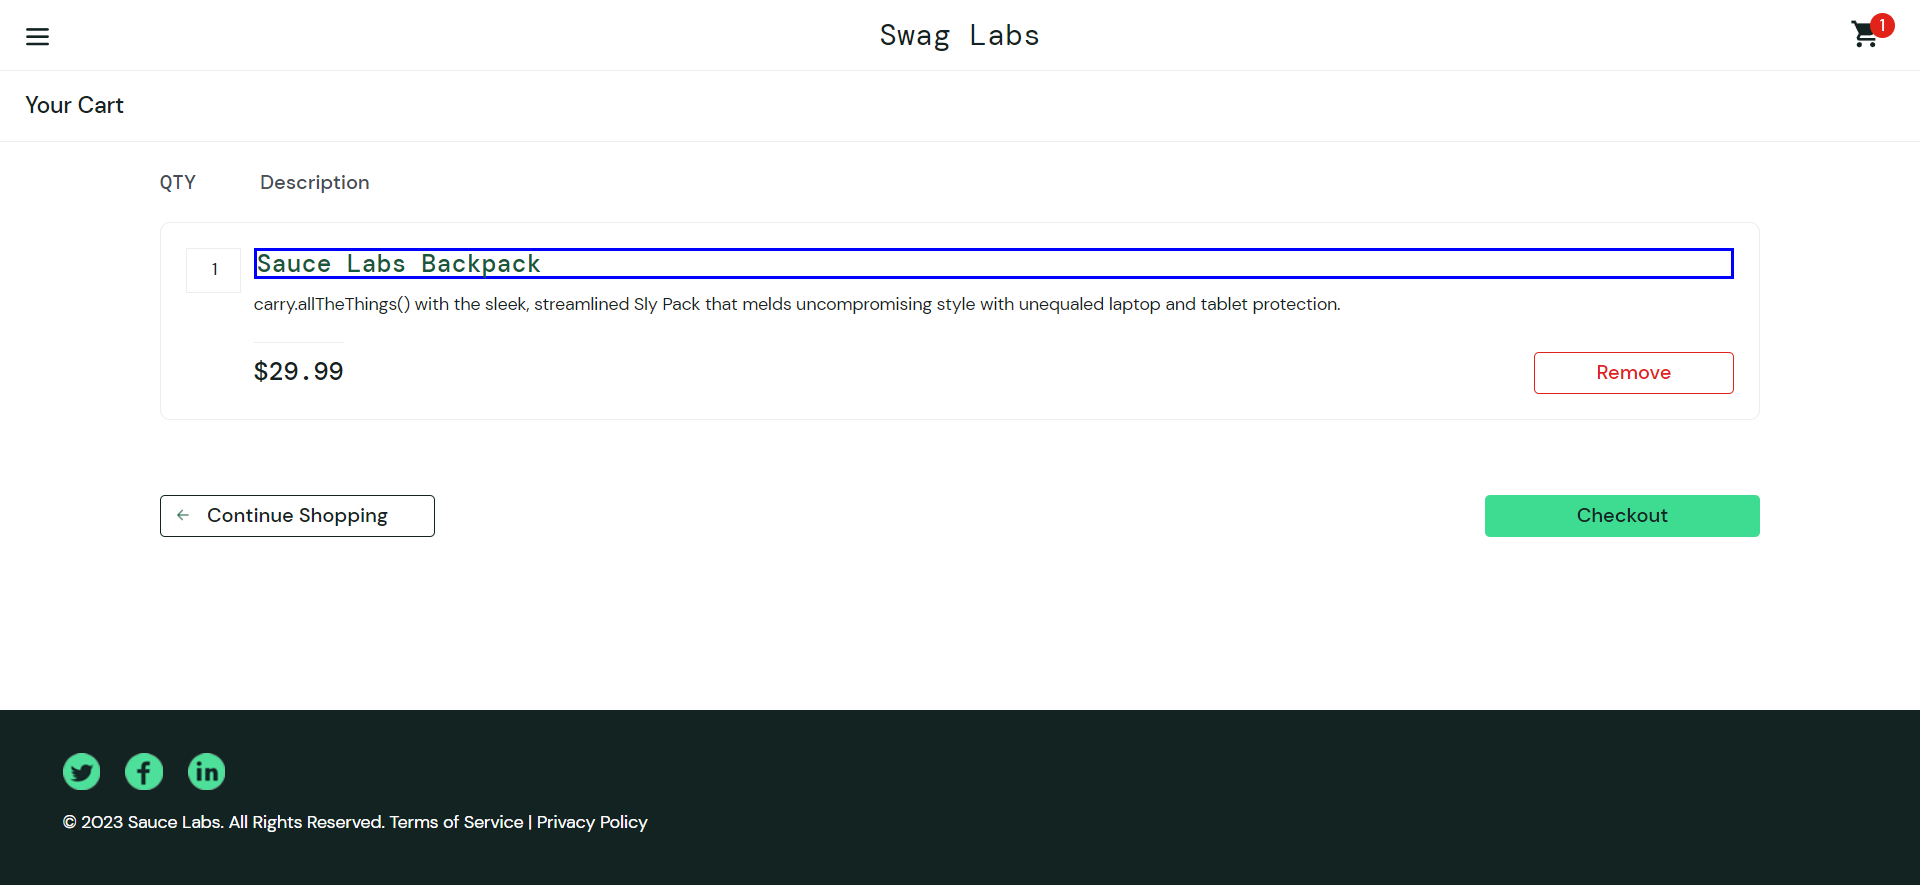 Swag Labs
1
Your Cart
QTY Description
1 Sauce Labs Backpack
carry.allTheThings() with the sleek, streamlined Sly Pack that melds uncompromising style with unequaled laptop and tablet protection.
$29.99
Remove
Continue Shopping
Checkout
© 2023 Sauce Labs. All Rights Reserved. Terms of Service | Privacy Policy